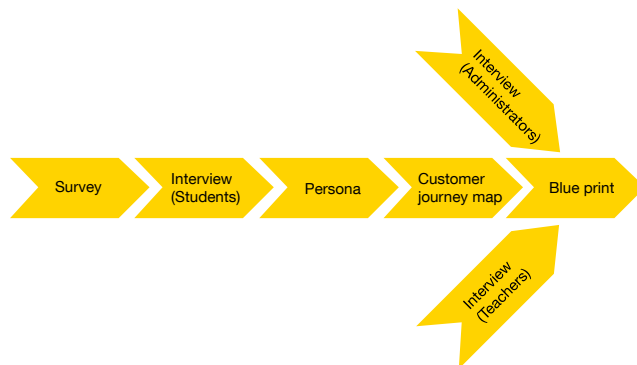 Interview
(Administrators)
Survey
Interview
(Students)
Persona
Customer
journey map
Blue print
Interview
(Teachers)